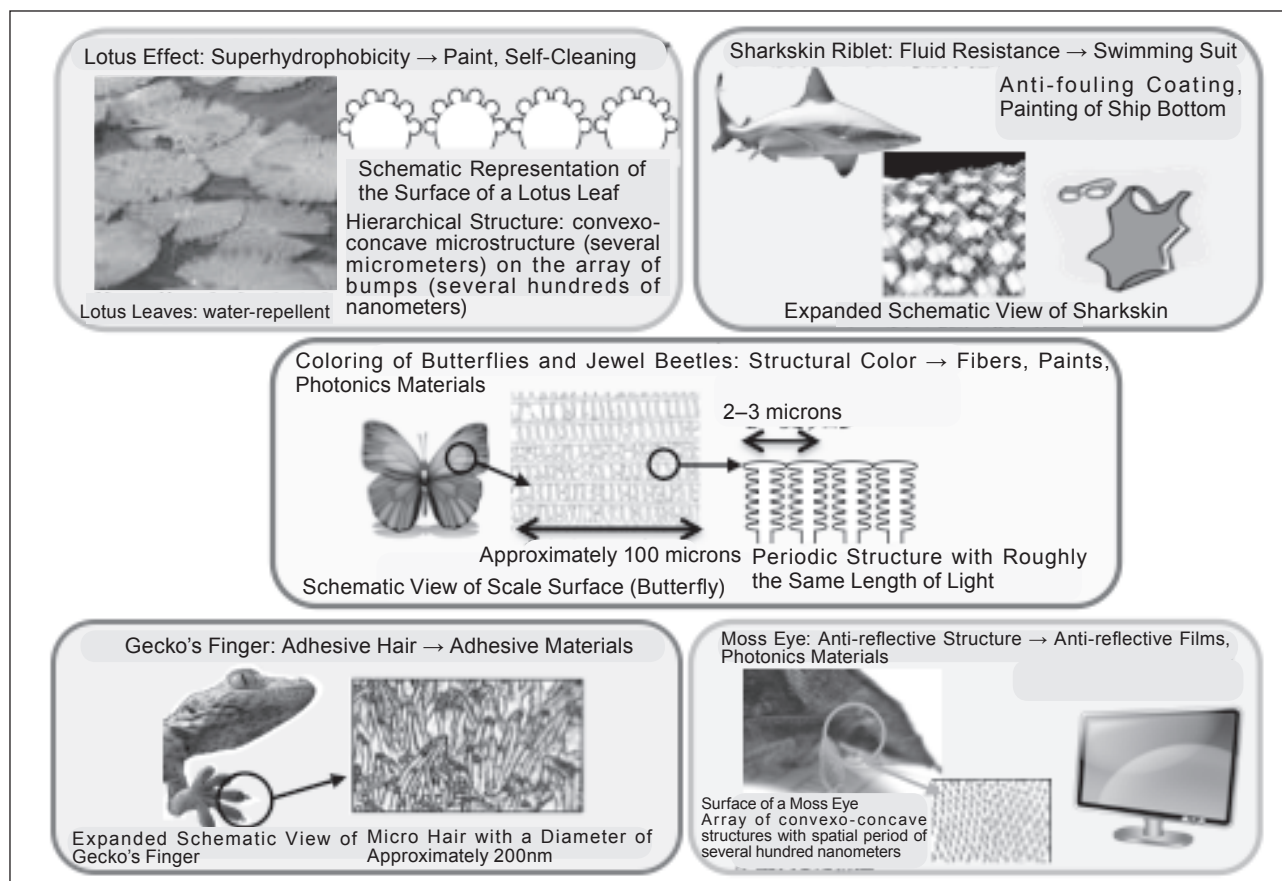 Lotus Effect: Superhydrophobicity → Paint, Self-Cleaning
Schematic Representation of
the Surface of a Lotus Leaf
Hierarchical Structure: convexo-
concave microstructure (several
micrometers) on the array of
bumps (several hundreds of
nanometers)
Lotus Leaves: water-repellent
Sharkskin Riblet: Fluid Resistance → Swimming Suit
Anti-fouling Coating,
Painting of Ship Bottom
Expanded Schematic View of Sharkskin
Coloring of Butterflies and Jewel Beetles: Structural Color → Fibers, Paints,
Photonics Materials
2–3 microns
Approximately 100 microns
Periodic Structure with Roughly
the Same Length of Light
Schematic View of Scale Surface (Butterfly)
Gecko's Finger: Adhesive Hair → Adhesive Materials
Expanded Schematic View of
Gecko's Finger
Micro Hair with a Diameter of
Approximately 200nm
Moss Eye: Anti-reflective Structure → Anti-reflective Films,
Photonics Materials
Surface of a Moss Eye
Array of convexo-concave
structures with spatial period of
several hundred nanometers